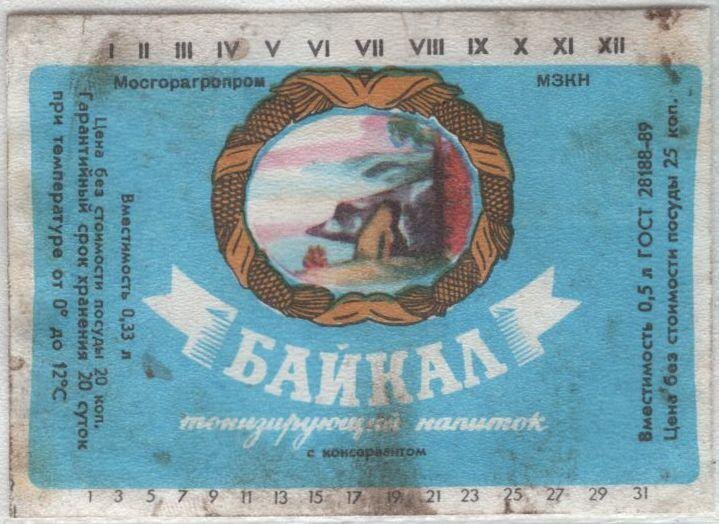 I II III IV V VI VII VIII IX X XI XII
Мосгорагропром МЗКН
Вместимость 0,33 л
Цена без стоимости посуды 20 коп.
Гарантийный срок хранения 20 суток
при температуре от 0° до 12°С
БАЙКАЛ
тонизирующий напиток
с консервантом
Вместимость 0,5 л ГОСТ 28188-89
Цена без стоимости посуды 25 коп.
1 3 5 7 9 11 13 15 17 19 21 23 25 27 29 31